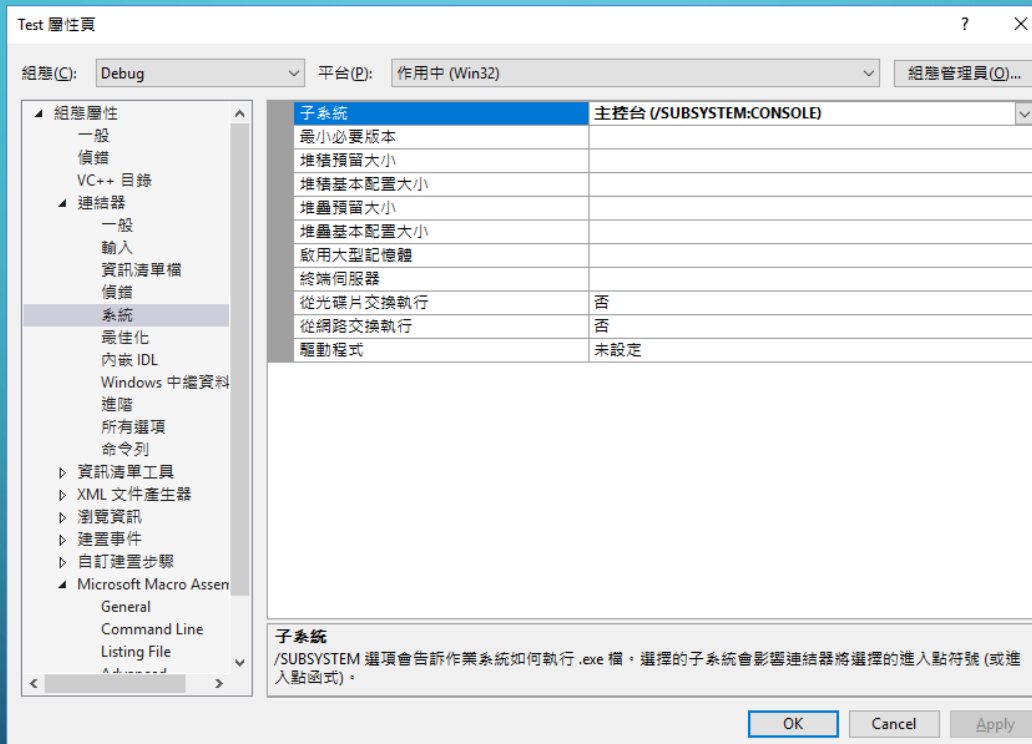 Test 屬性頁
? ×
組態(C): Debug 平台(P): 作用中 (Win32) 組態管理員(O)...
組態屬性
一般
偵錯
VC++ 目錄
連結器
一般
輸入
資訊清單檔
偵錯
系統
最佳化
內嵌 IDL
Windows 中繼資料
進階
所有選項
命令列
資訊清單工具
XML 文件產生器
瀏覽資訊
建置事件
自訂建置步驟
Microsoft Macro Assem
General
Command Line
Listing File
Advanced
子系統 主控台 (/SUBSYSTEM:CONSOLE)
最小必要版本
堆積預留大小
堆積基本配置大小
堆疊預留大小
堆疊基本配置大小
啟用大型記憶體
終端伺服器
從光碟片交換執行 否
從網路交換執行 否
驅動程式 未設定
子系統
/SUBSYSTEM 選項會告訴作業系統如何執行 .exe 檔。選擇的子系統會影響連結器將選擇的進入點符號 (或進
入點函式)。
OK Cancel Apply